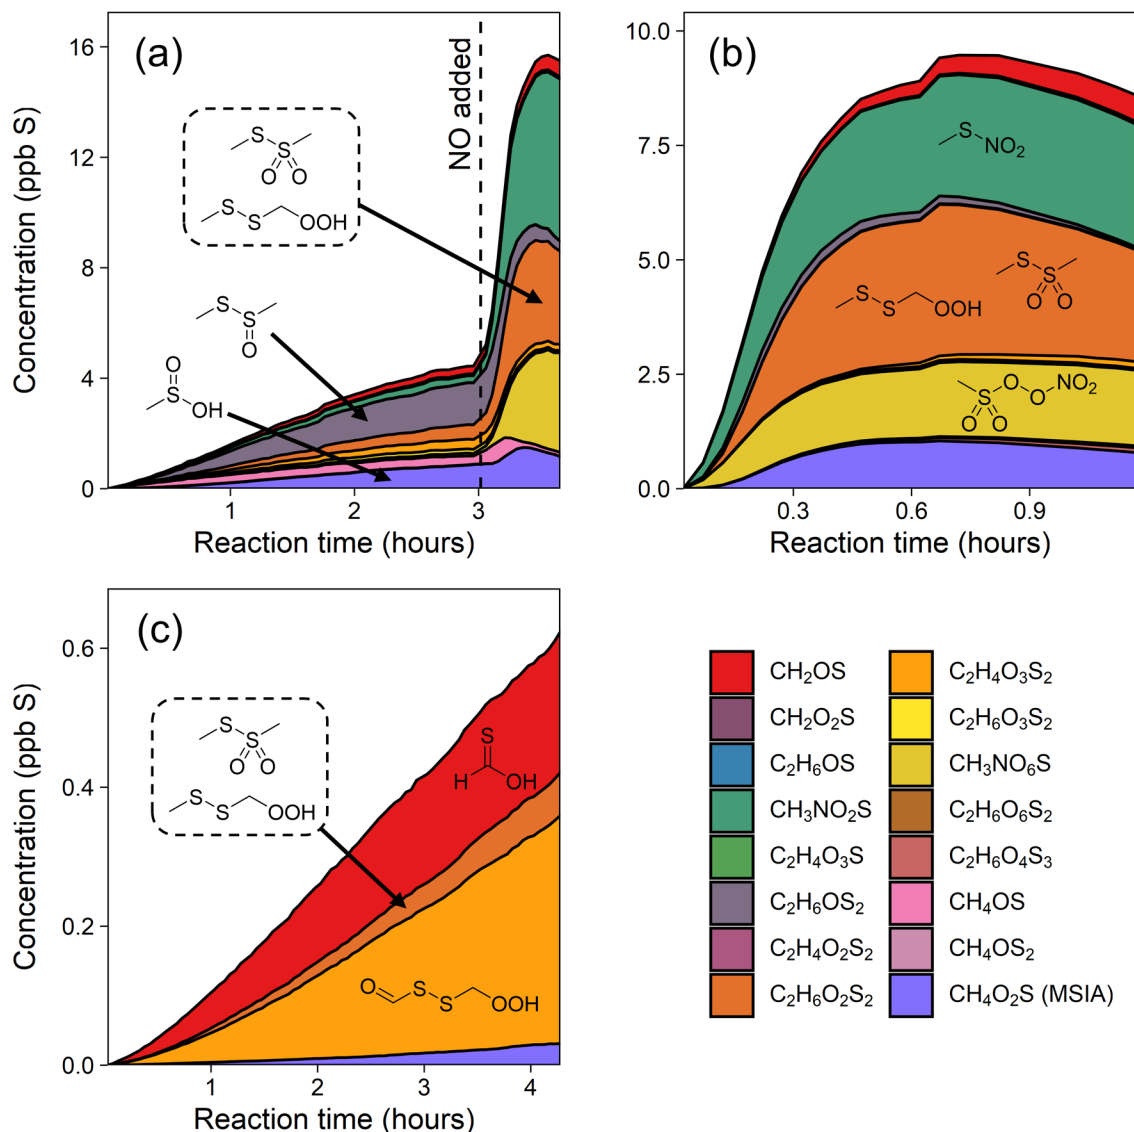 (a)
Concentration (ppb S)
16
12
8
4
0
NO added
S
S
O O
S
S
OOH
S
S
O
O
S
OH
1
2
3
Reaction time (hours)
(b)
10.0
7.5
5.0
2.5
0.0
S
NO2
S
S
O O
S
S
OOH
O
NO2
S
O
O O
0.3
0.6
0.9
Reaction time (hours)
(c)
Concentration (ppb S)
0.6
0.4
0.2
0.0
S
S
O O
S
S
OOH
S
H
OH
O
S
S
OOH
1
2
3
4
Reaction time (hours)
CH2OS
CH2O2S
C2H6OS
CH3NO2S
C2H4O3S
C2H6OS2
C2H4O2S2
C2H6O2S2
C2H4O3S2
C2H6O3S2
CH3NO6S
C2H6O6S2
C2H6O4S3
CH4OS
CH4OS2
CH4O2S (MSIA)